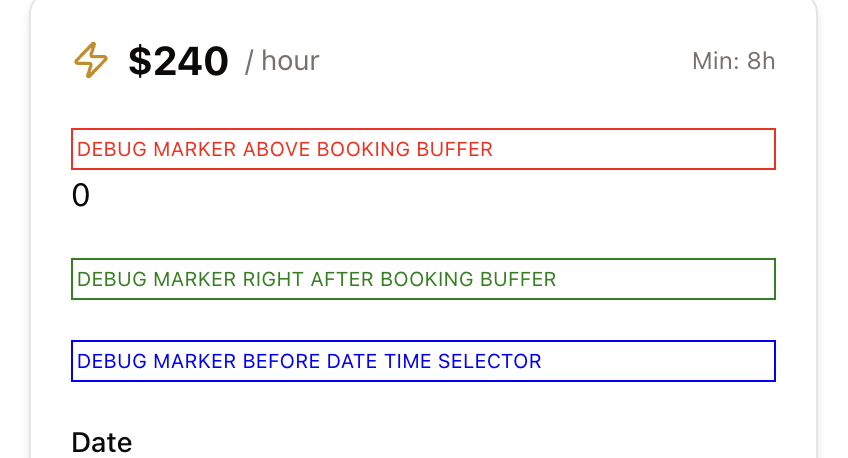 $240 / hour Min: 8h
DEBUG MARKER ABOVE BOOKING BUFFER
0
DEBUG MARKER RIGHT AFTER BOOKING BUFFER
DEBUG MARKER BEFORE DATE TIME SELECTOR
Date